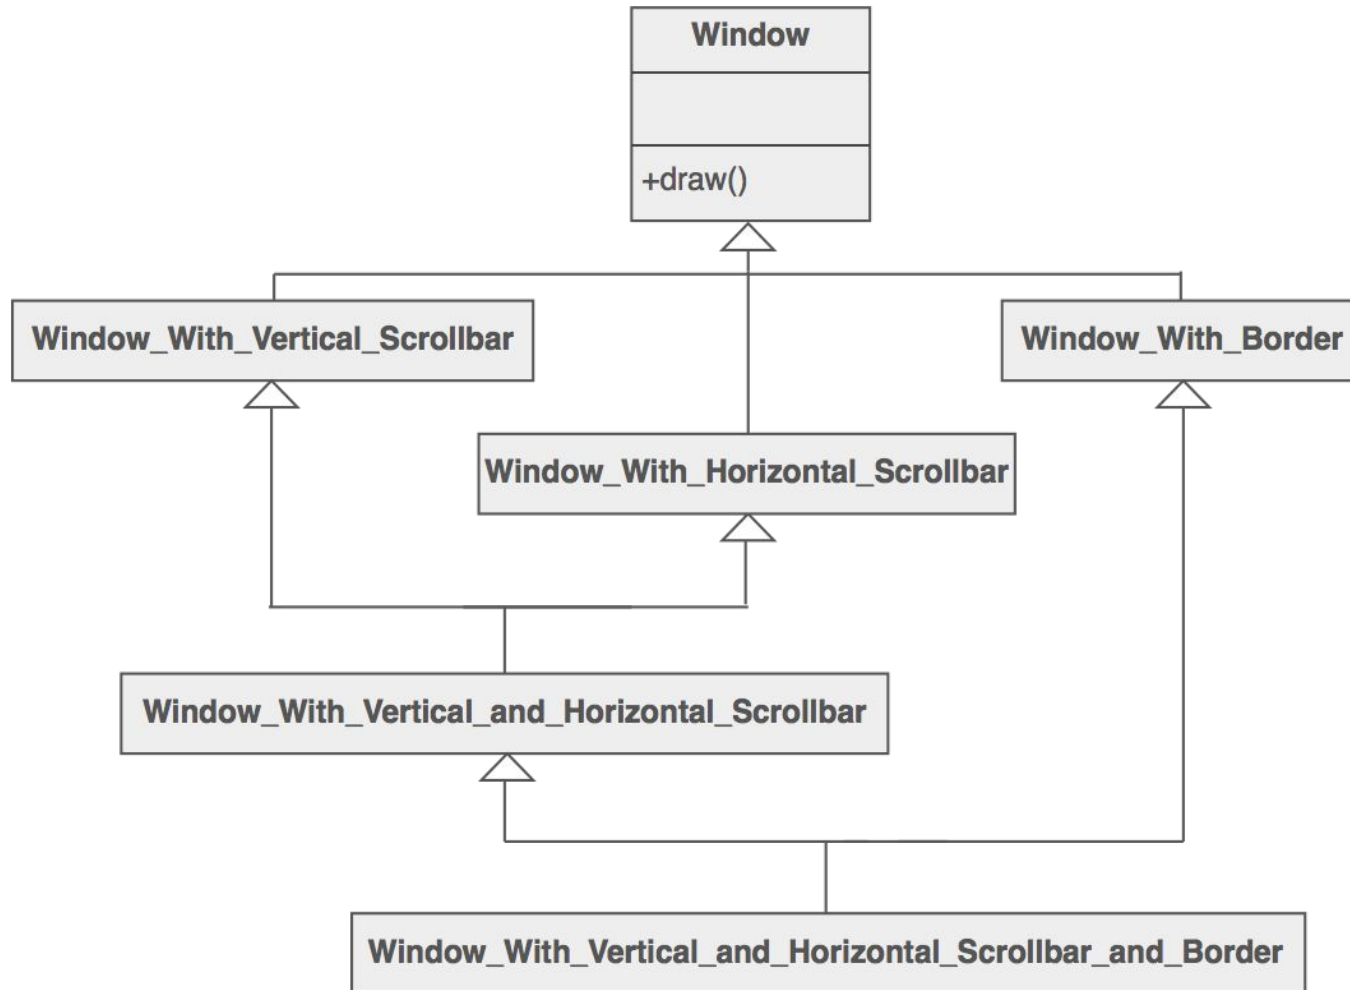 Window
+draw()
Window_With_Vertical_Scrollbar
Window_With_Border
Window_With_Horizontal_Scrollbar
Window_With_Vertical_and_Horizontal_Scrollbar
Window_With_Vertical_and_Horizontal_Scrollbar_and_Border